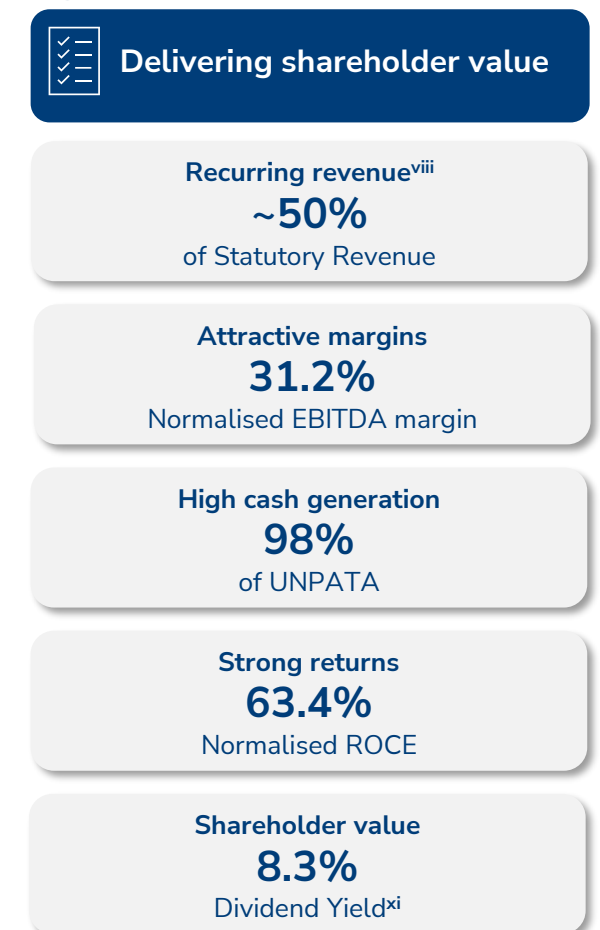 Delivering shareholder value
Recurring revenueviii
~50%
of Statutory Revenue
Attractive margins
31.2%
Normalised EBITDA margin
High cash generation
98%
of UNPATA
Strong returns
63.4%
Normalised ROCE
Shareholder value
8.3%
Dividend Yieldxi